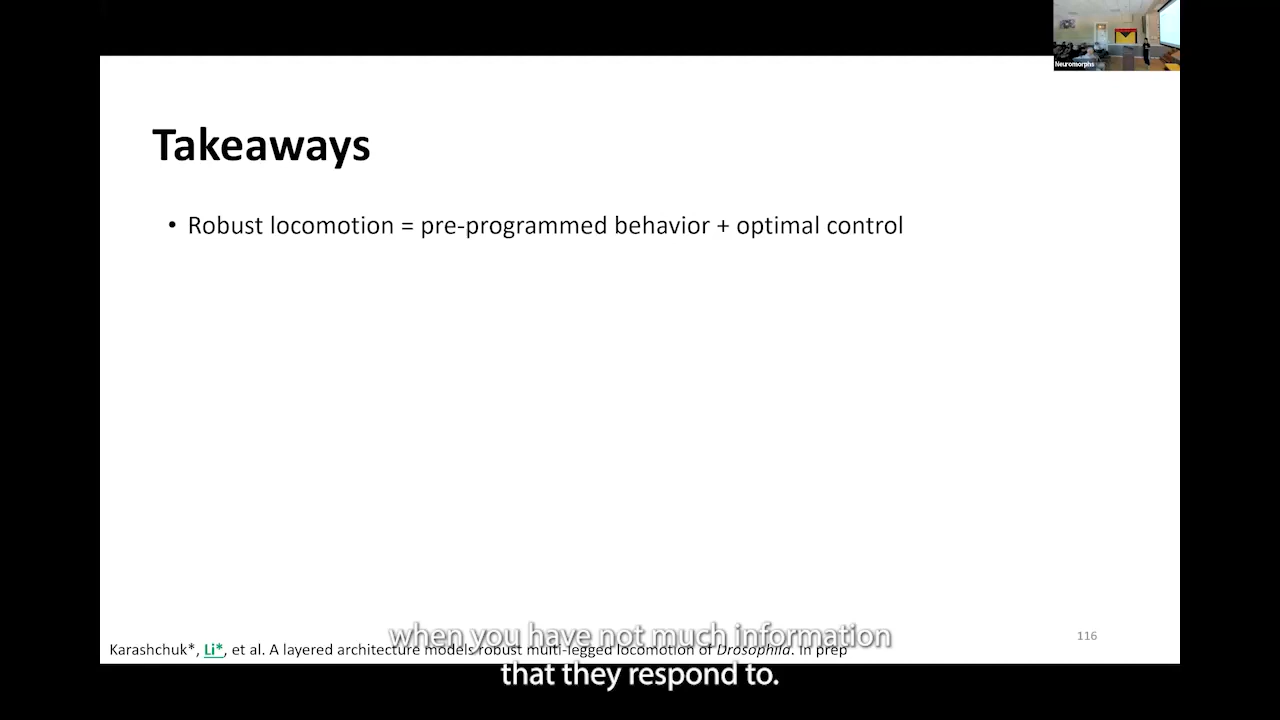 Neuromorphs
Takeaways
• Robust locomotion = pre-programmed behavior + optimal control
116
Karashchuk*, Li*, et al. A layered architecture models robust multi-legged locomotion of Drosophila. In prep
when you have not much information
that they respond to.